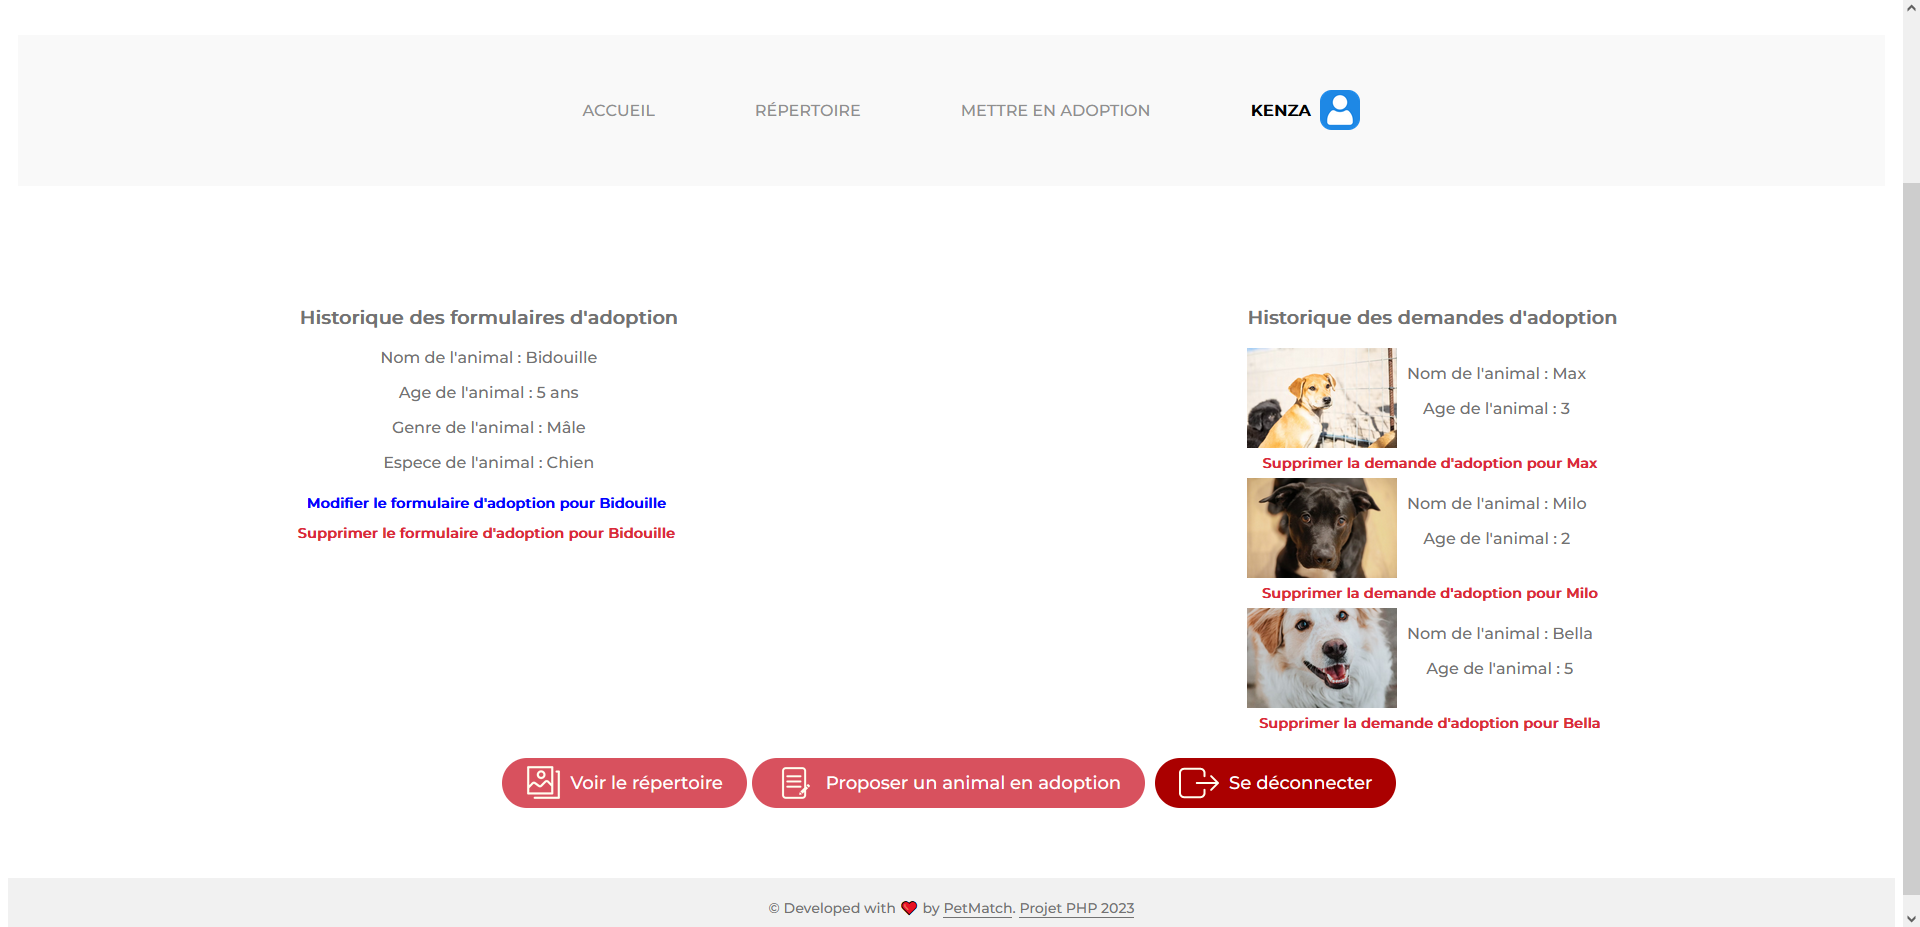 ACCUEIL RÉPERTOIRE METTRE EN ADOPTION KENZA
Historique des formulaires d'adoption
Nom de l'animal : Bidouille
Age de l'animal : 5 ans
Genre de l'animal : Mâle
Espece de l'animal : Chien
Modifier le formulaire d'adoption pour Bidouille
Supprimer le formulaire d'adoption pour Bidouille
Historique des demandes d'adoption
Nom de l'animal : Max
Age de l'animal : 3
Supprimer la demande d'adoption pour Max
Nom de l'animal : Milo
Age de l'animal : 2
Supprimer la demande d'adoption pour Milo
Nom de l'animal : Bella
Age de l'animal : 5
Supprimer la demande d'adoption pour Bella
Voir le répertoire Proposer un animal en adoption Se déconnecter
© Developed with ❤ by PetMatch. Projet PHP 2023